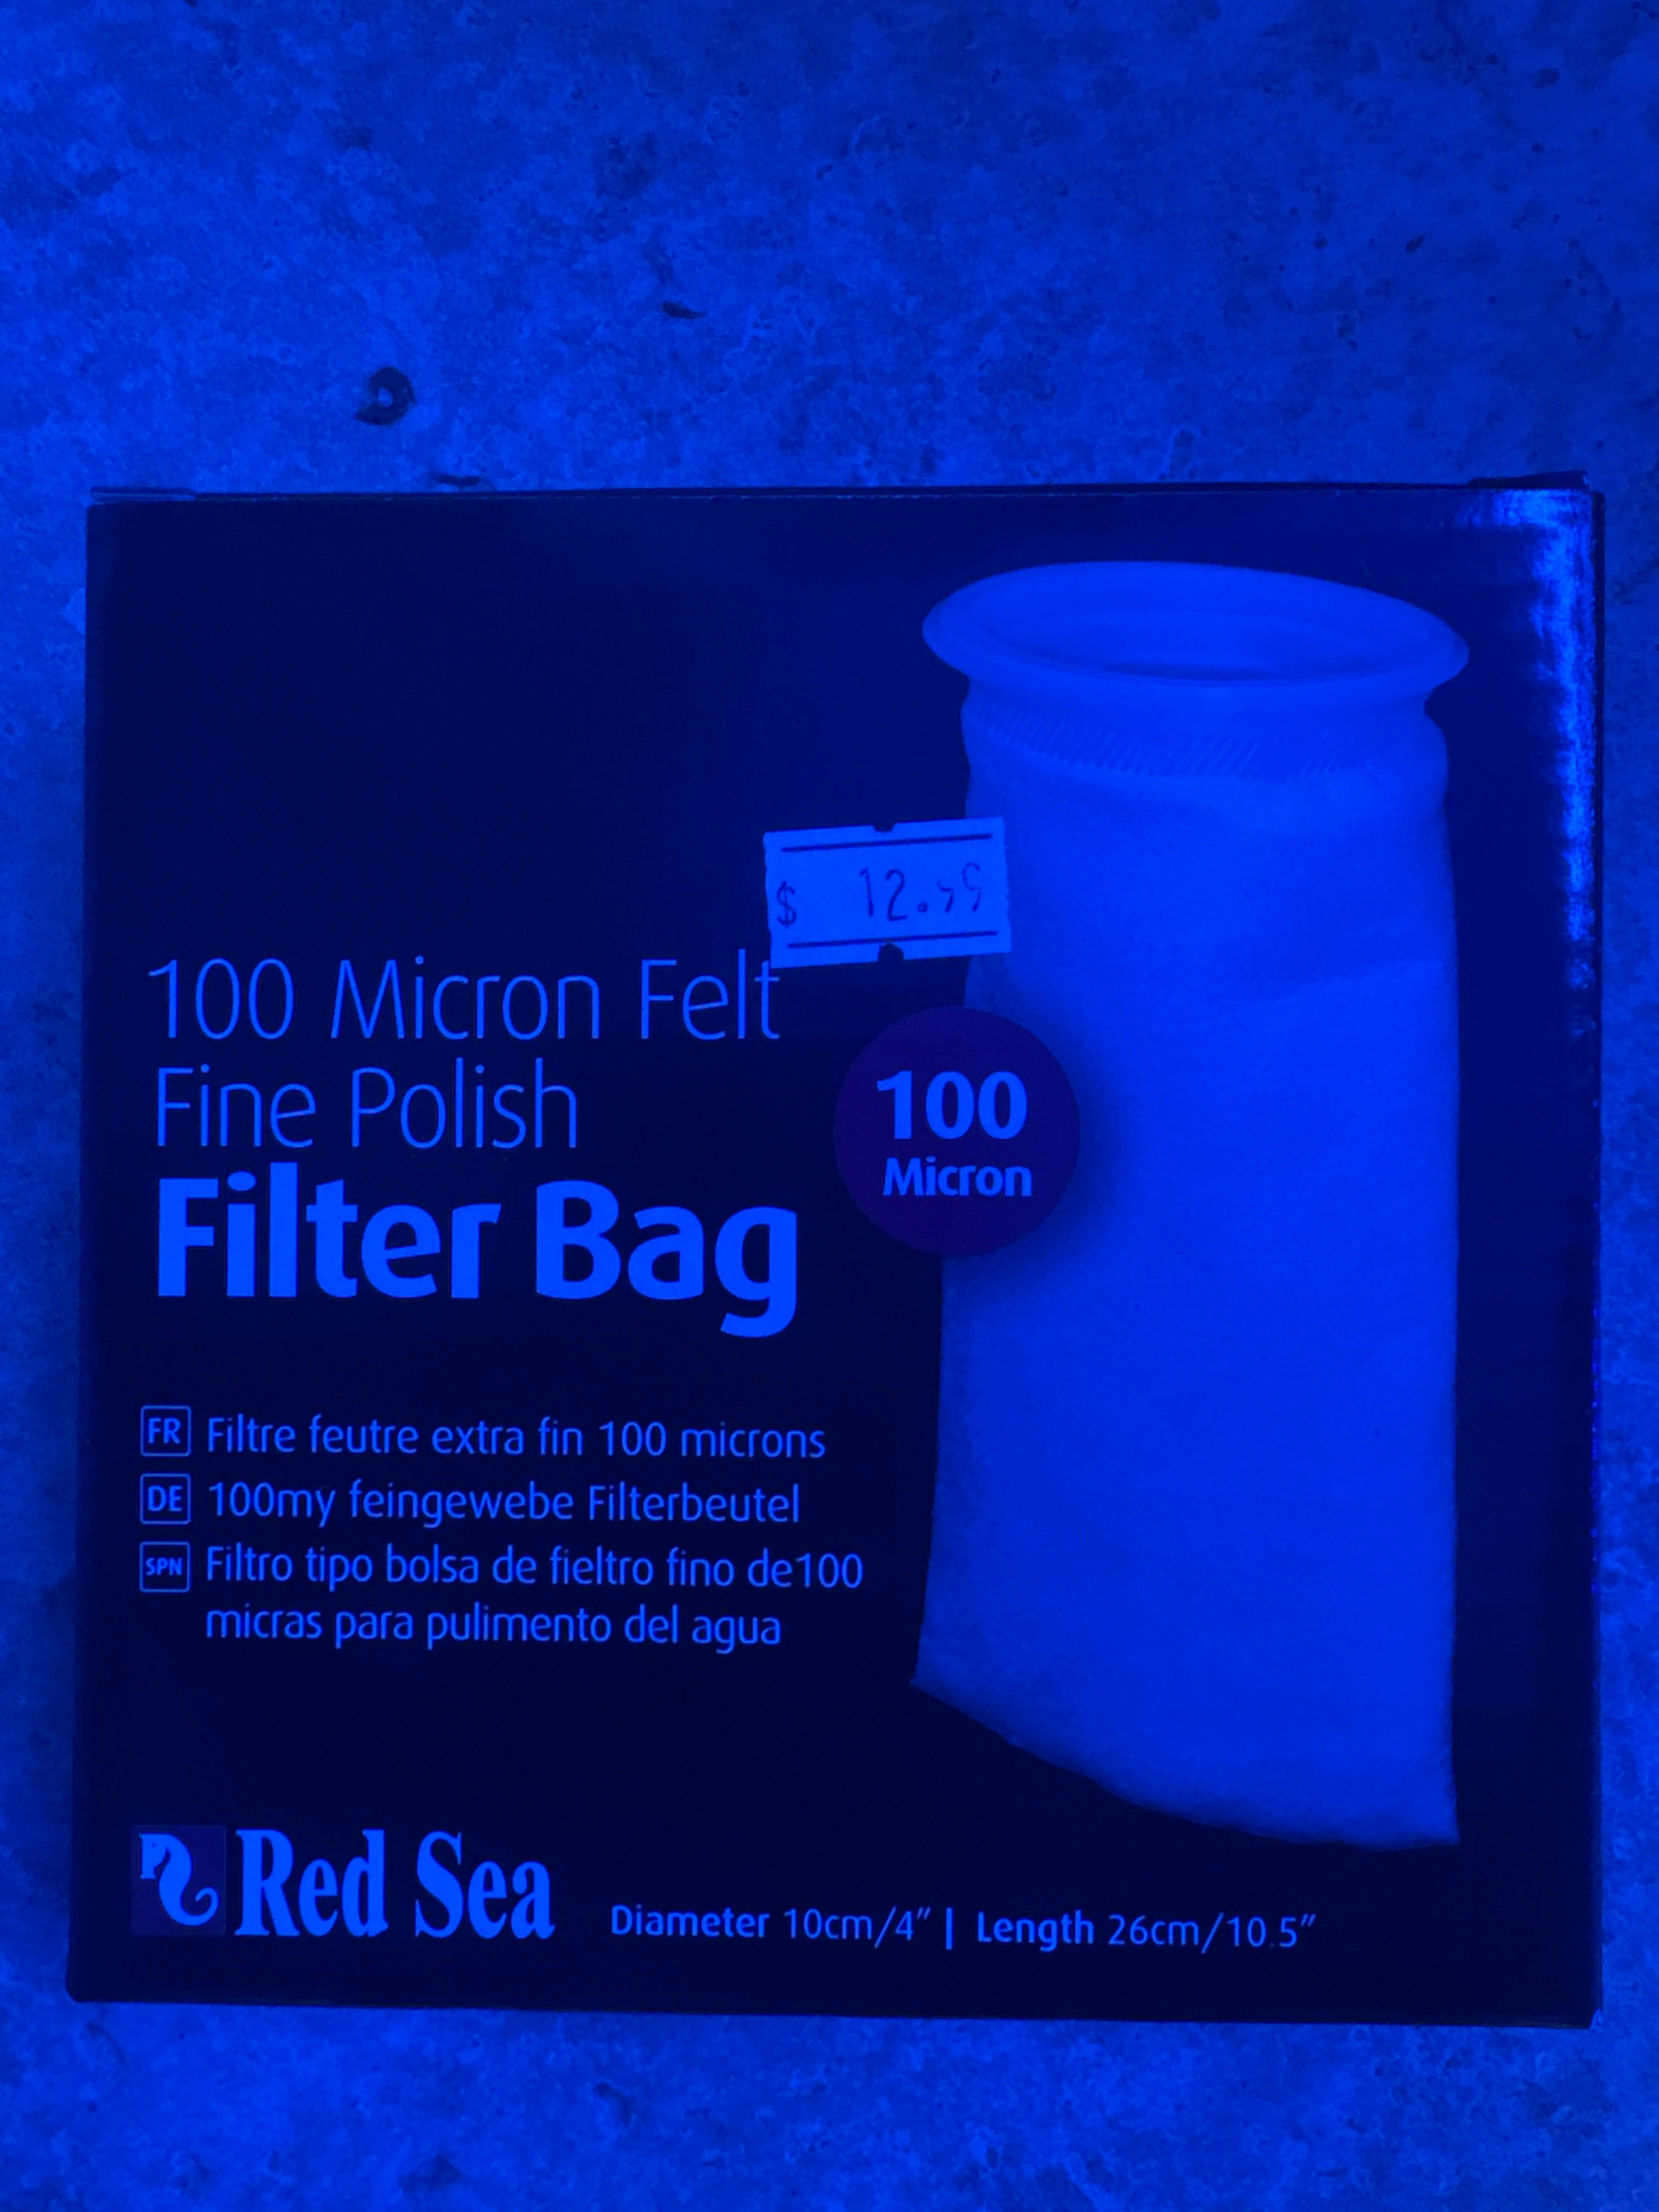 $ 12.99
100 Micron Felt
Fine Polish
Filter Bag
100
Micron
FR Filtre feutre extra fin 100 microns
DE 100my feingewebe Filterbeutel
SPN Filtro tipo bolsa de fieltro fino de100
micras para pulimento del agua
Red Sea
Diameter 10cm/4" | Length 26cm/10.5"